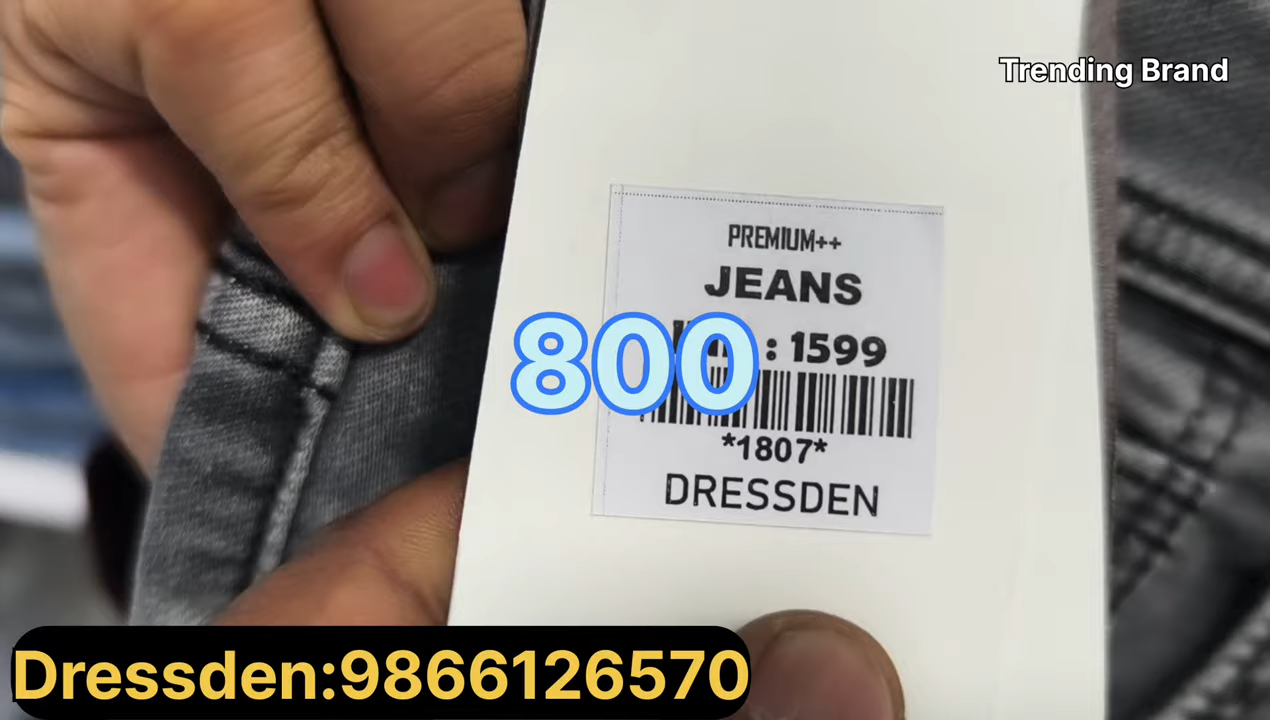 Trending Brand
PREMIUM++
JEANS
: 1599
800
*1807*
DRESSDEN
Dressden:9866126570